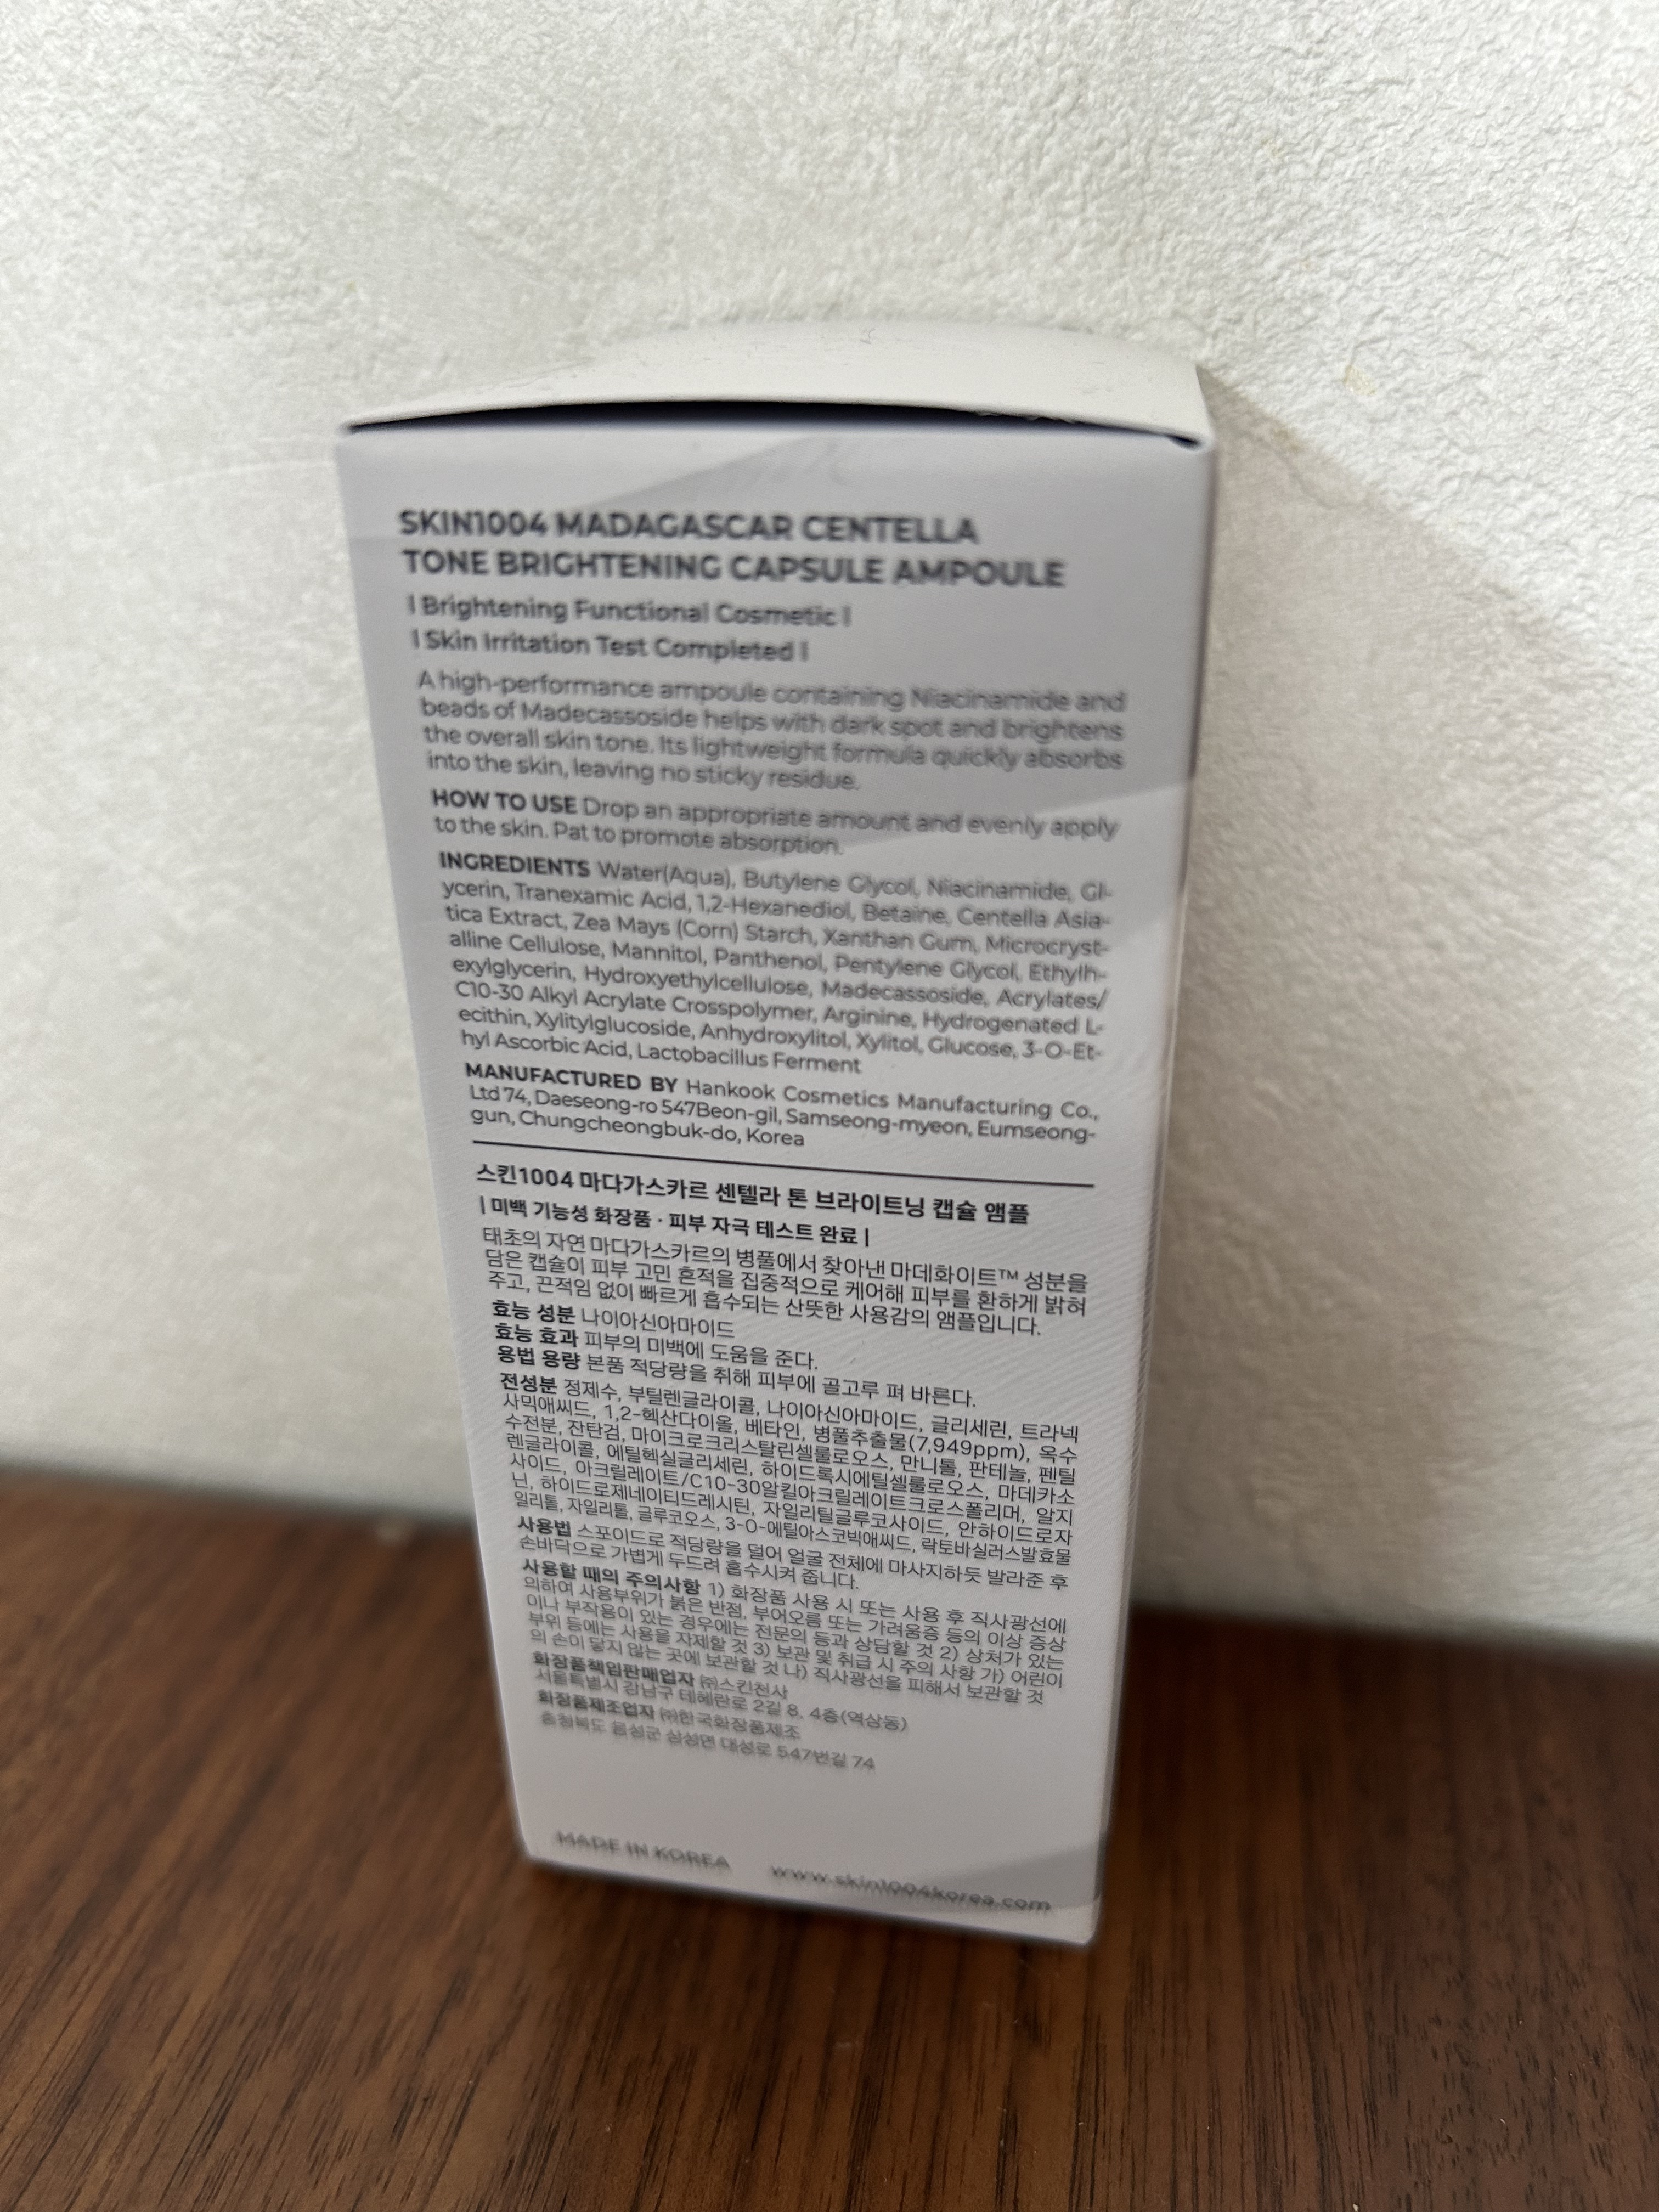 SKIN1004 MADAGASCAR CENTELLA
TONE BRIGHTENING CAPSULE AMPOULE
| Brightening Functional Cosmetic |
| Skin Irritation Test Completed |
A high-performance ampoule containing Niacinamide and
beads of Madecassoside helps with dark spot and brightens
the overall skin tone. Its lightweight formula quickly absorbs
into the skin, leaving no sticky residue.
HOW TO USE Drop an appropriate amount and evenly apply
to the skin. Pat to promote absorption.
INGREDIENTS Water(Aqua), Butylene Glycol, Niacinamide, Gl-
ycerin, Tranexamic Acid, 1,2-Hexanediol, Betaine, Centella Asia-
tica Extract, Zea Mays (Corn) Starch, Xanthan Gum, Microcryst-
alline Cellulose, Mannitol, Panthenol, Pentylene Glycol, Ethylh-
exylglycerin, Hydroxyethylcellulose, Madecassoside, Acrylates/
C10-30 Alkyl Acrylate Crosspolymer, Arginine, Hydrogenated L-
ecithin, Xylitylglucoside, Anhydroxylitol, Xylitol, Glucose, 3-O-Et-
hyl Ascorbic Acid, Lactobacillus Ferment
MANUFACTURED BY Hankook Cosmetics Manufacturing Co.,
Ltd 74, Daeseong-ro 547Beon-gil, Samseong-myeon, Eumseong-
gun, Chungcheongbuk-do, Korea
스킨1004 마다가스카르 센텔라 톤 브라이트닝 캡슐 앰플
| 미백 기능성 화장품 · 피부 자극 테스트 완료 |
태초의 자연 마다가스카르의 병풀에서 찾아낸 마데화이트™ 성분을
담은 캡슐이 피부 고민 흔적을 집중적으로 케어해 피부를 환하게 밝혀
주고, 끈적임 없이 빠르게 흡수되는 산뜻한 사용감의 앰플입니다.
효능 성분 나이아신아마이드
효능 효과 피부의 미백에 도움을 준다.
용법 용량 본품 적당량을 취해 피부에 골고루 펴 바른다.
전성분 정제수, 부틸렌글라이콜, 나이아신아마이드, 글리세린, 트라넥
사믹애씨드, 1,2-헥산다이올, 베타인, 병풀추출물(7,949ppm), 옥수
수전분, 잔탄검, 마이크로크리스탈린셀룰로오스, 만니톨, 판테놀, 펜틸
렌글라이콜, 에틸헥실글리세린, 하이드록시에틸셀룰로오스, 마데카소
사이드, 아크릴레이트/C10-30알킬아크릴레이트크로스폴리머, 알지
닌, 하이드로제네이티드레시틴, 자일리틸글루코사이드, 안하이드로자
일리톨, 자일리톨, 글루코오스, 3-O-에틸아스코빅애씨드, 락토바실러스발효물
사용법 스포이드로 적당량을 덜어 얼굴 전체에 마사지하듯 발라준 후
손바닥으로 가볍게 두드려 흡수시켜 줍니다.
사용할 때의 주의사항 1) 화장품 사용 시 또는 사용 후 직사광선에
의하여 사용부위가 붉은 반점, 부어오름 또는 가려움증 등의 이상 증상
이나 부작용이 있는 경우에는 전문의 등과 상담할 것 2) 상처가 있는
부위 등에는 사용을 자제할 것 3) 보관 및 취급 시 주의 사항 가) 어린이
의 손이 닿지 않는 곳에 보관할 것 나) 직사광선을 피해서 보관할 것
화장품책임판매업자 ㈜스킨천사
서울특별시 강남구 테헤란로 2길 8, 4층(역삼동)
화장품제조업자 ㈜한국화장품제조
충청북도 음성군 삼성면 대성로 547번길 74
MADE IN KOREA
www.skin1004korea.com